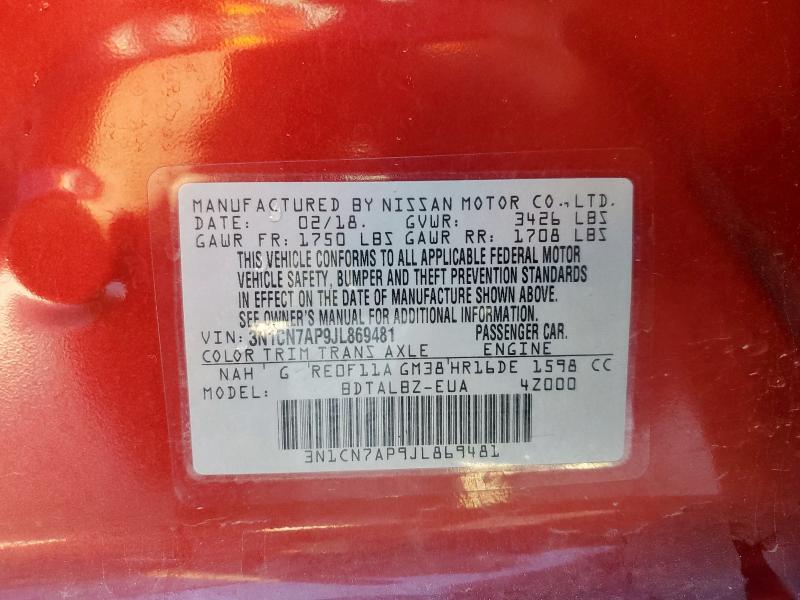 MANUFACTURED BY NISSAN MOTOR CO., LTD.
DATE: 02/18. GVWR: 3426 LBS
GAWR FR: 1750 LBS GAWR RR: 1708 LBS
THIS VEHICLE CONFORMS TO ALL APPLICABLE FEDERAL MOTOR
VEHICLE SAFETY, BUMPER AND THEFT PREVENTION STANDARDS
IN EFFECT ON THE DATE OF MANUFACTURE SHOWN ABOVE.
SEE OWNER'S MANUAL FOR ADDITIONAL INFORMATION.
VIN: 3N1CN7AP9JL869481 PASSENGER CAR.
COLOR TRIM TRANS AXLE ENGINE
NAH G RE0F11A GM38 HR16DE 1598 CC
MODEL: BDTALBZ-EUA 4Z000
3N1CN7AP9JL869481